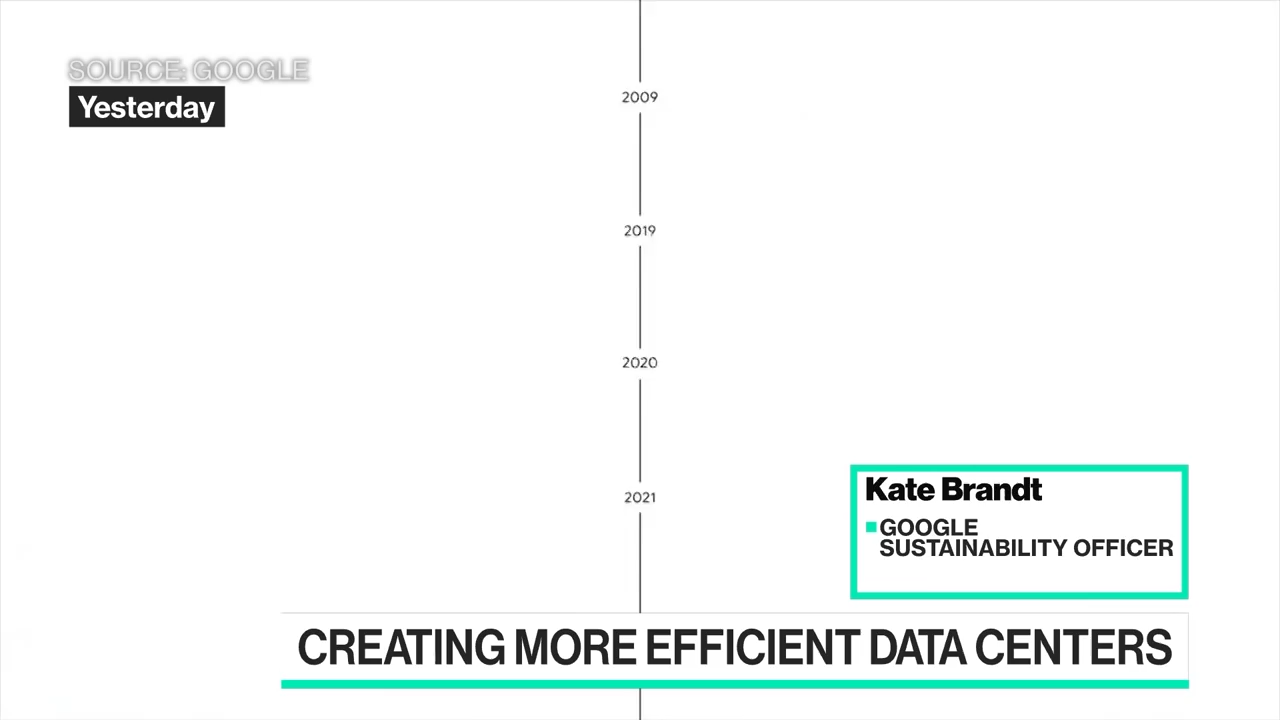 SOURCE: GOOGLE
Yesterday
2009
2019
2020
2021
Kate Brandt
GOOGLE
SUSTAINABILITY OFFICER
CREATING MORE EFFICIENT DATA CENTERS